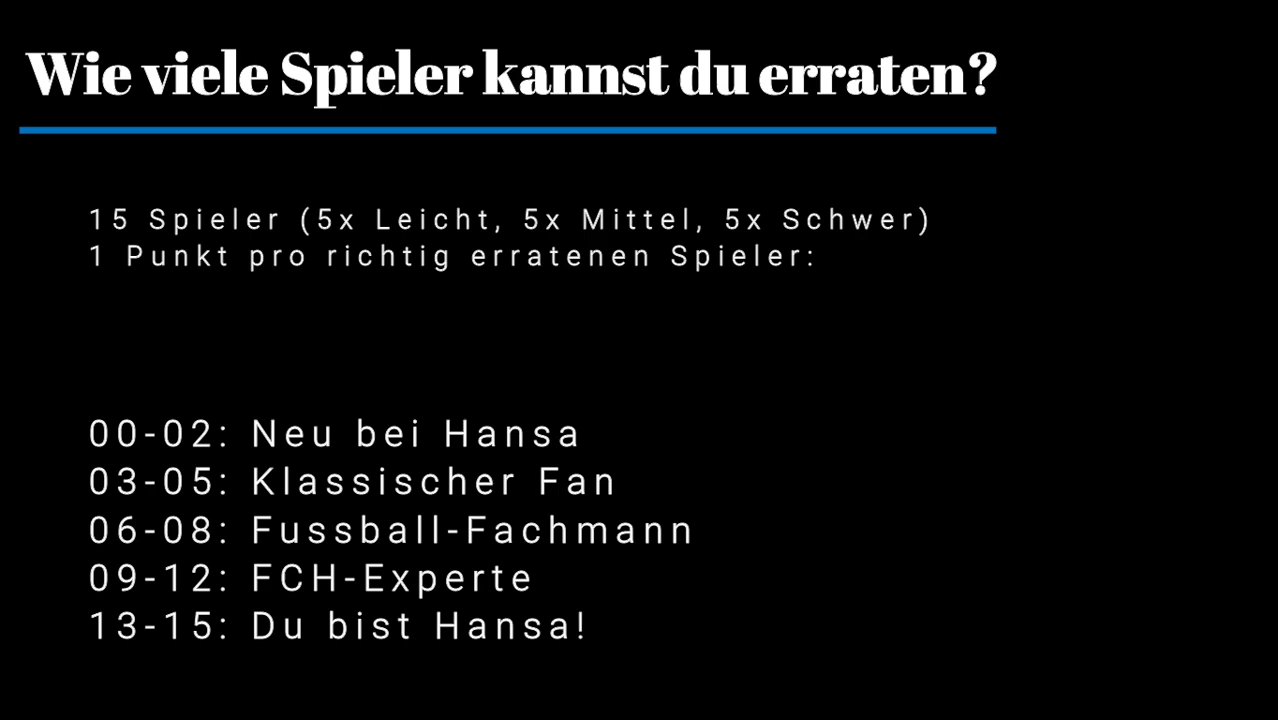 Wie viele Spieler kannst du erraten?
15 Spieler (5x Leicht, 5x Mittel, 5x Schwer)
1 Punkt pro richtig erratenen Spieler:
00-02: Neu bei Hansa
03-05: Klassischer Fan
06-08: Fussball-Fachmann
09-12: FCH-Experte
13-15: Du bist Hansa!